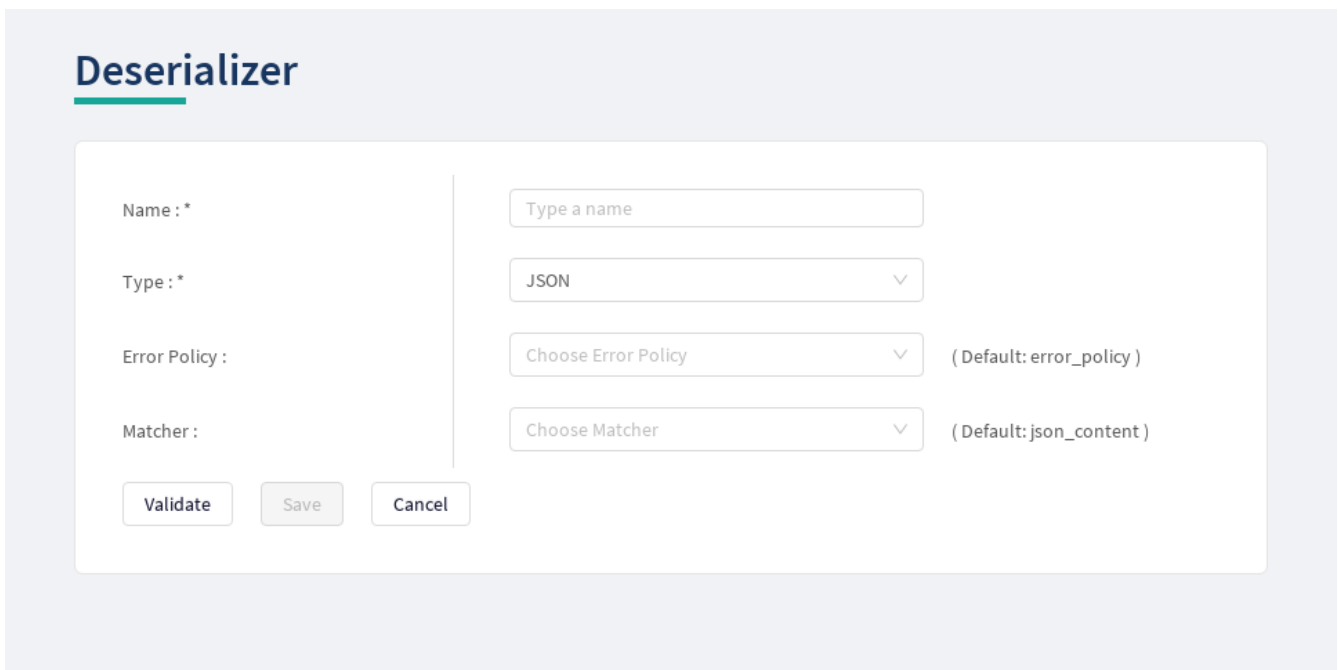 Deserializer
Name : * Type a name
Type : * JSON
Error Policy : Choose Error Policy ( Default: error_policy )
Matcher : Choose Matcher ( Default: json_content )
Validate Save Cancel